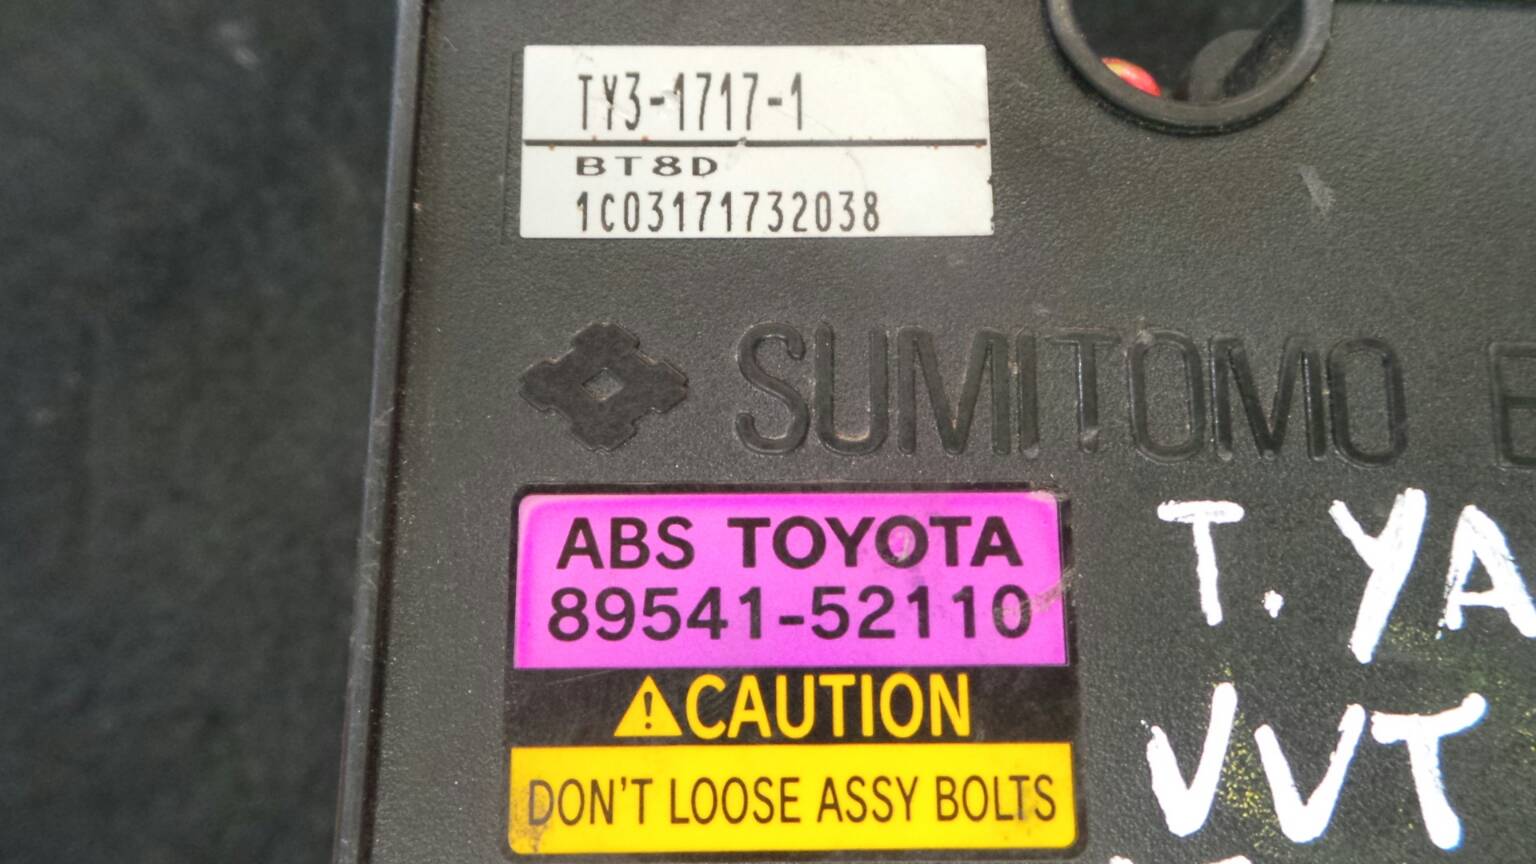 TY3-1717-1
BT8D
1C03171732038
SUMITOMO E
ABS TOYOTA
89541-52110
⚠CAUTION
DON'T LOOSE ASSY BOLTS
T.YA
VVT